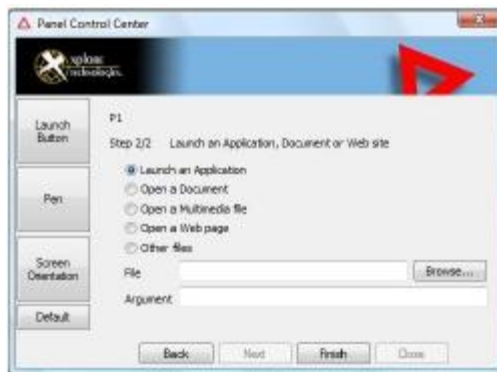 Panel Control Center
xplore
technologies
Launch
Button
Pen
Screen
Orientation
Default
P1
Step 2/2 Launch an Application, Document or Web site
Launch an Application
Open a Document
Open a Multimedia file
Open a Web page
Other files
File
Browse...
Argument
Back
Next
Finish
Close